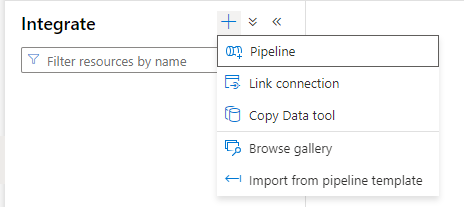 Integrate
Filter resources by name
Pipeline
Link connection
Copy Data tool
Browse gallery
Import from pipeline template